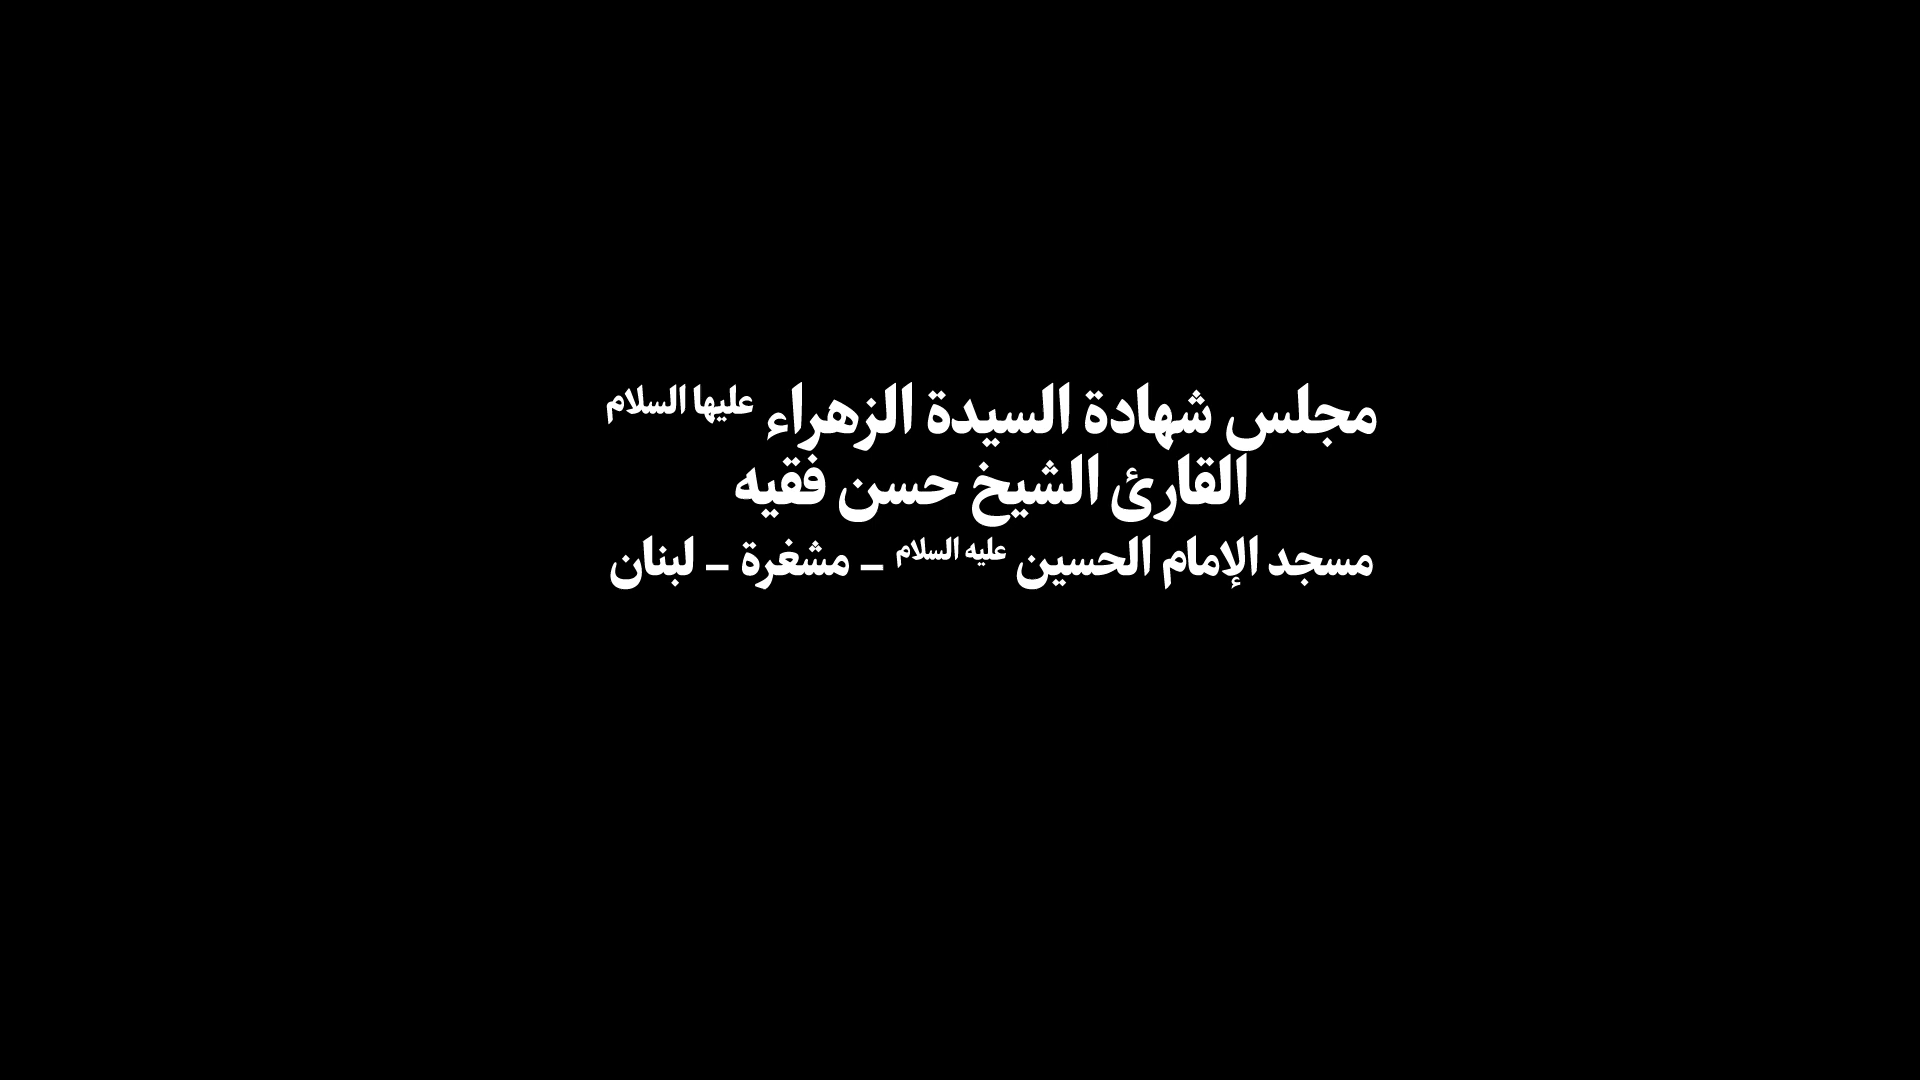 مجلس شهادة السيدة الزهراء عليها السلام
القارئ الشيخ حسن فقيه
مسجد الإمام الحسين عليه السلام - مشغرة - لبنان